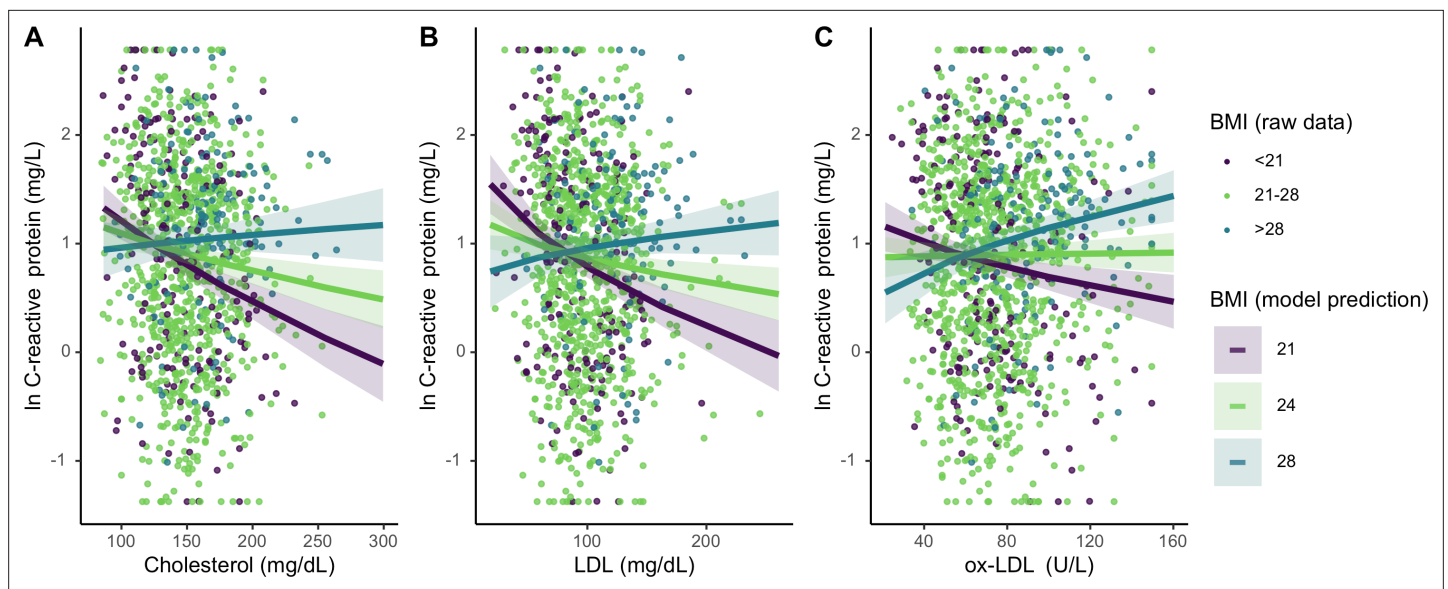 A
ln C-reactive protein (mg/L)
2
1
0
-1
100 150 200 250 300
Cholesterol (mg/dL)
B
ln C-reactive protein (mg/L)
2
1
0
-1
100 200
LDL (mg/dL)
C
ln C-reactive protein (mg/L)
2
1
0
-1
40 80 120 160
ox-LDL (U/L)
BMI (raw data)
<21
21-28
>28
BMI (model prediction)
21
24
28